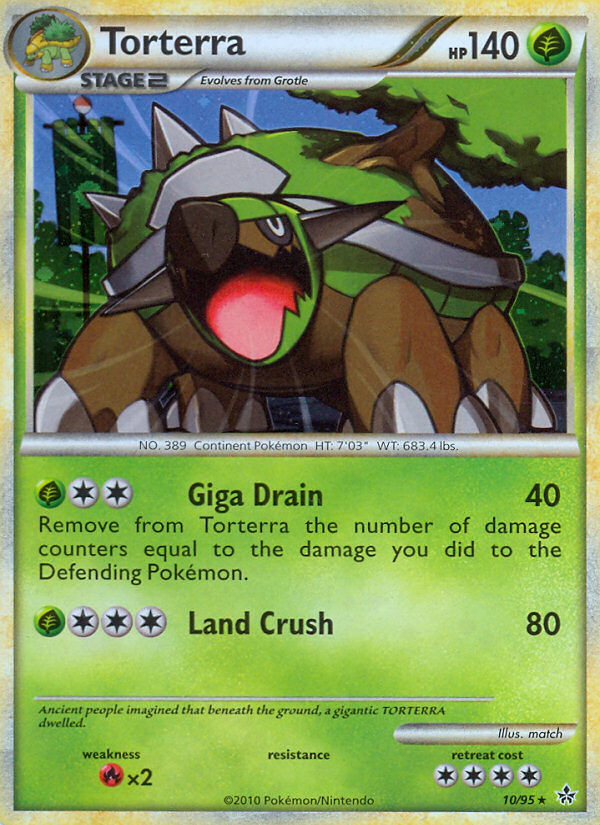 Torterra
HP140
STAGE 2
Evolves from Grotle
NO. 389 Continent Pokémon HT: 7'03" WT: 683.4 lbs.
Giga Drain 40
Remove from Torterra the number of damage
counters equal to the damage you did to the
Defending Pokémon.
Land Crush 80
Ancient people imagined that beneath the ground, a gigantic TORTERRA
dwelled.
Illus. match
weakness resistance retreat cost
×2
©2010 Pokémon/Nintendo 10/95 ★